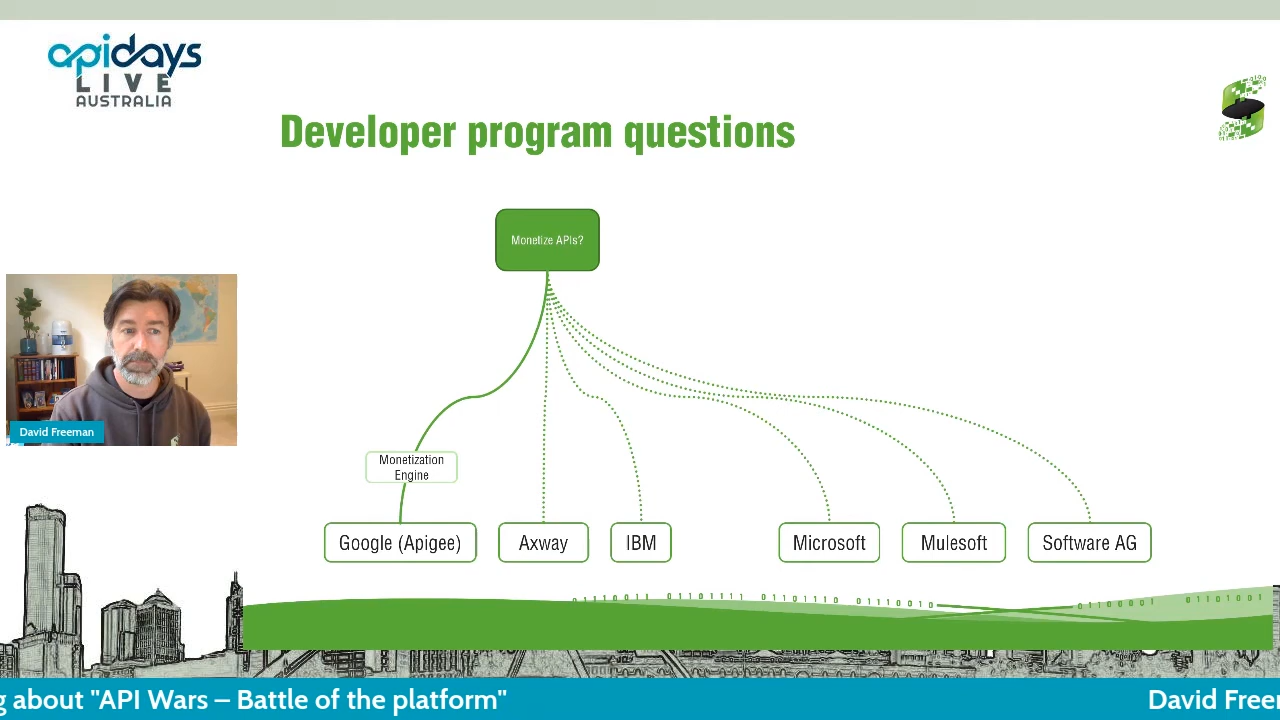 apidays
LIVE
AUSTRALIA
Developer program questions
Monetize APIs?
David Freeman
Monetization
Engine
Google (Apigee)
Axway
IBM
Microsoft
Mulesoft
Software AG
g about "API Wars – Battle of the platform"
David Freer